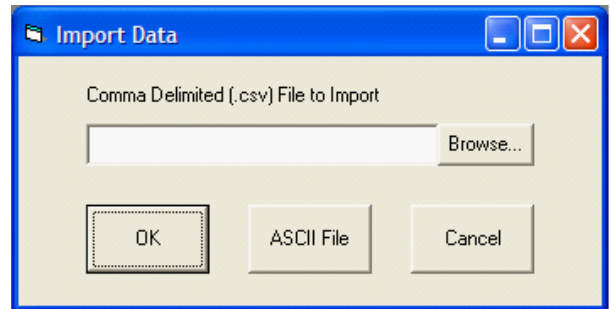 Import Data
Comma Delimited (.csv) File to Import
Browse...
OK ASCII File Cancel